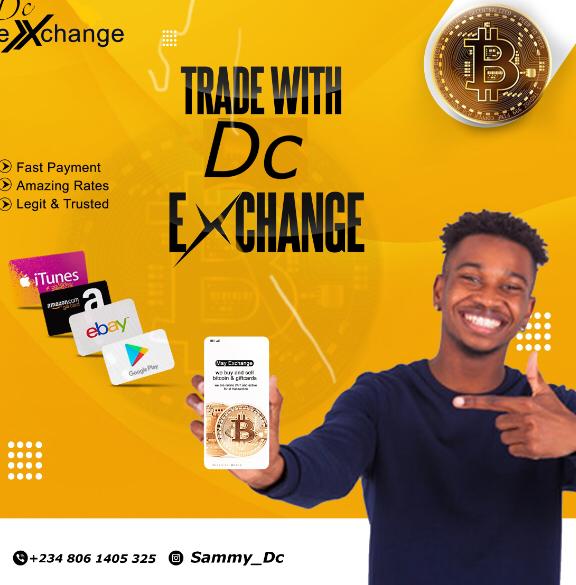 Dc
eXchange
TRADE WITH
Dc
EXCHANGE
Fast Payment
Amazing Rates
Legit & Trusted
iTunes
amazon.com
a
ebay
Google Play
May Exchange
we buy and sell
bitcoin & giftcards
B
B
+234 806 1405 325
Sammy_Dc